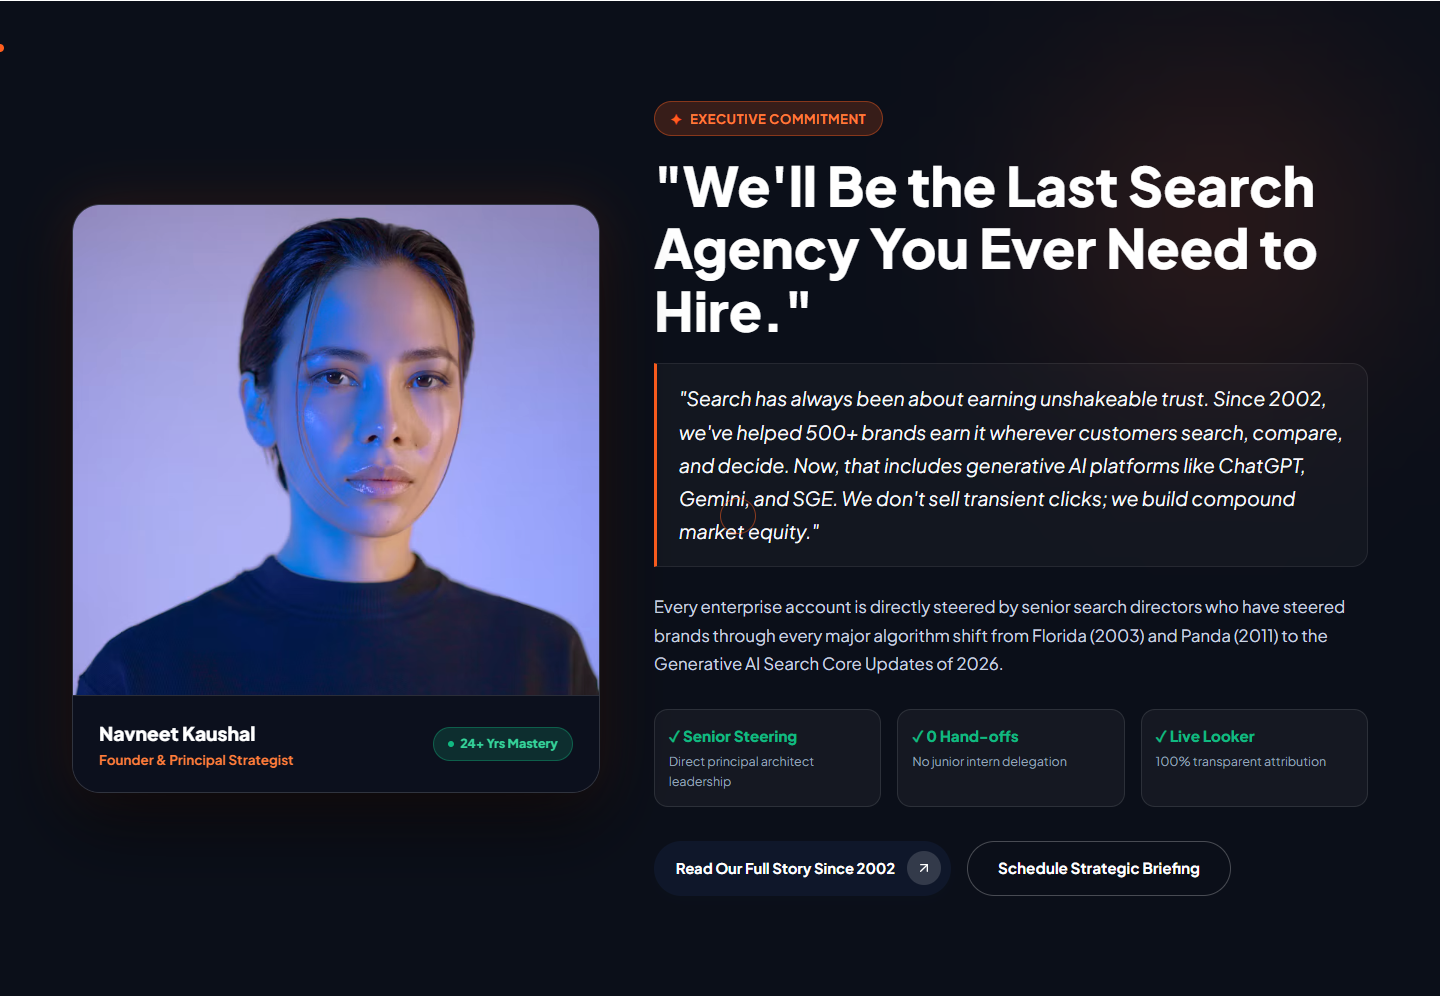 EXECUTIVE COMMITMENT
"We'll Be the Last Search
Agency You Ever Need to
Hire."
"Search has always been about earning unshakeable trust. Since 2002,
we've helped 500+ brands earn it wherever customers search, compare,
and decide. Now, that includes generative AI platforms like ChatGPT,
Gemini, and SGE. We don't sell transient clicks; we build compound
market equity."
Every enterprise account is directly steered by senior search directors who have steered
brands through every major algorithm shift from Florida (2003) and Panda (2011) to the
Generative AI Search Core Updates of 2026.
Navneet Kaushal
Founder & Principal Strategist
24+ Yrs Mastery
✓ Senior Steering
Direct principal architect
leadership
✓ 0 Hand-offs
No junior intern delegation
✓ Live Looker
100% transparent attribution
Read Our Full Story Since 2002
Schedule Strategic Briefing